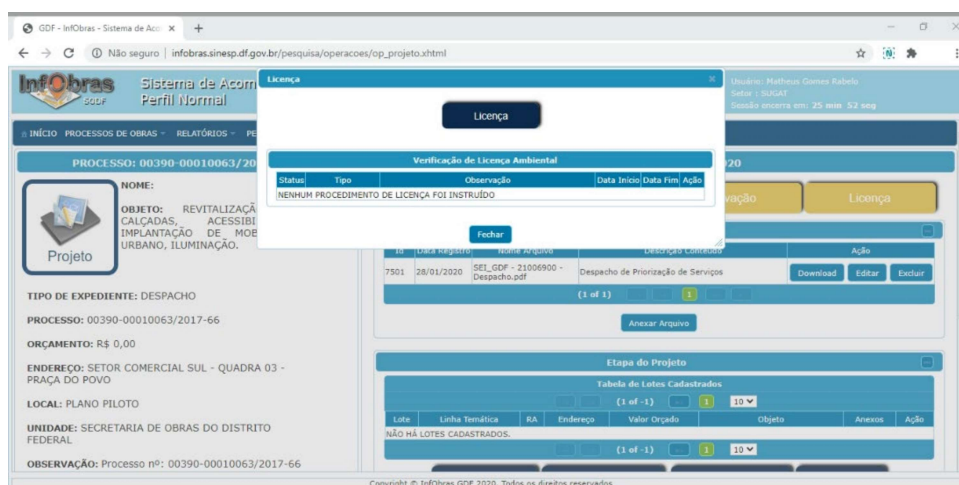 GDF - InfObras - Sistema de Aco
Não seguro | infobras.sinesp.df.gov.br/pesquisa/operacoes/op_projeto.xhtml
InfObras
SGDF
Sistema de Acom
Perfil Normal
Usuário: Matheus Gomes Rabelo
Setor : SUGAT
Sessão encerra em: 25 min 52 seg
INÍCIO PROCESSOS DE OBRAS RELATÓRIOS PE
Licença
Licença
Verificação de Licença Ambiental
Status Tipo Observação Data Início Data Fim Ação
NENHUM PROCEDIMENTO DE LICENÇA FOI INSTRUÍDO
Fechar
PROCESSO: 00390-00010063/20
20
Projeto
NOME:
OBJETO: REVITALIZAÇÃ
CALÇADAS, ACESSIBI
IMPLANTAÇÃO DE MOB
URBANO, ILUMINAÇÃO.
TIPO DE EXPEDIENTE: DESPACHO
PROCESSO: 00390-00010063/2017-66
ORÇAMENTO: R$ 0,00
ENDEREÇO: SETOR COMERCIAL SUL - QUADRA 03 -
PRAÇA DO POVO
LOCAL: PLANO PILOTO
UNIDADE: SECRETARIA DE OBRAS DO DISTRITO
FEDERAL
OBSERVAÇÃO: Processo nº: 00390-00010063/2017-66
vação
Licença
Id Data Registro Nome Arquivo Descrição Conteúdo Ação
7501 28/01/2020 SEI_GDF - 21006900 - Despacho de Priorização de Serviços Download Editar Excluir
Despacho.pdf
(1 of 1) 1
Anexar Arquivo
Etapa do Projeto
Tabela de Lotes Cadastrados
(1 of -1) 1 10
Lote Linha Temática RA Endereço Valor Orçado Objeto Anexos Ação
NÃO HÁ LOTES CADASTRADOS.
(1 of -1) 1 10
Copyright © InfObras GDF 2020. Todos os direitos reservados.